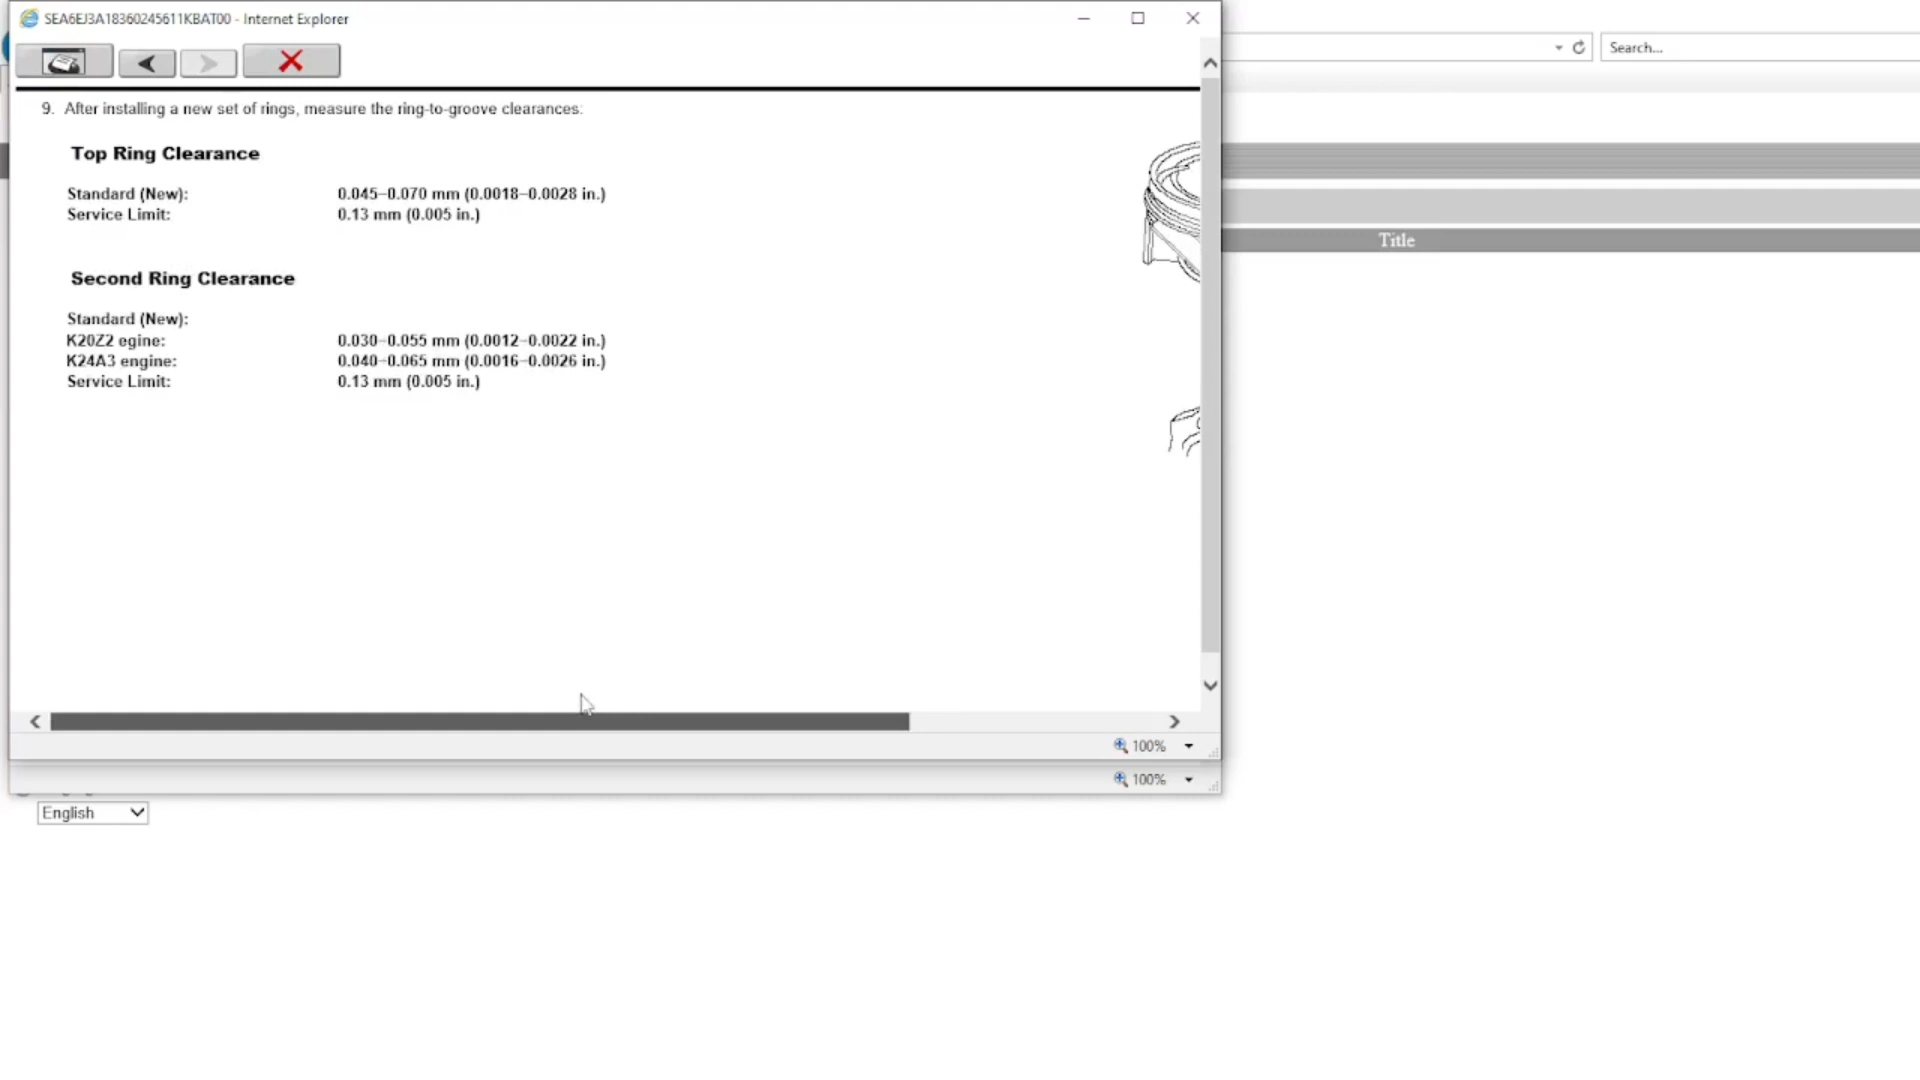 SEA6EJ3A18360245611KBAT00 - Internet Explorer
Search...
9. After installing a new set of rings, measure the ring-to-groove clearances:
Top Ring Clearance
Standard (New): 0.045–0.070 mm (0.0018–0.0028 in.)
Service Limit: 0.13 mm (0.005 in.)
Title
Second Ring Clearance
Standard (New):
K20Z2 egine: 0.030–0.055 mm (0.0012–0.0022 in.)
K24A3 engine: 0.040–0.065 mm (0.0016–0.0026 in.)
Service Limit: 0.13 mm (0.005 in.)
100%
100%
English